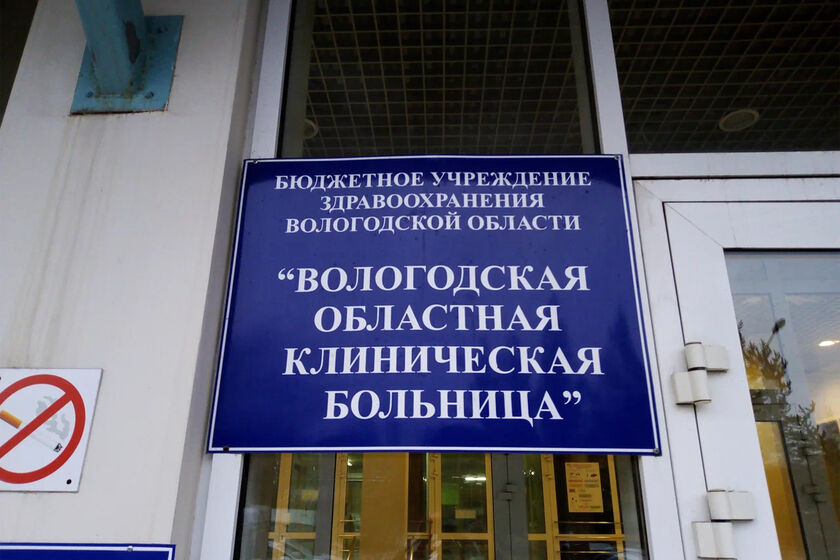 БЮДЖЕТНОЕ УЧРЕЖДЕНИЕ
ЗДРАВООХРАНЕНИЯ
ВОЛОГОДСКОЙ ОБЛАСТИ
“ВОЛОГОДСКАЯ
ОБЛАСТНАЯ
КЛИНИЧЕСКАЯ
БОЛЬНИЦА”